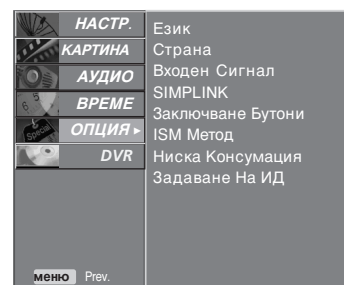 НАСТР.
КАРТИНА
АУДИО
ВРЕМЕ
ОПЦИЯ
DVR
Език
Страна
Входен Сигнал
SIMPLINK
Заключване Бутони
ISM Метод
Ниска Консумация
Задаване На ИД
меню Prev.